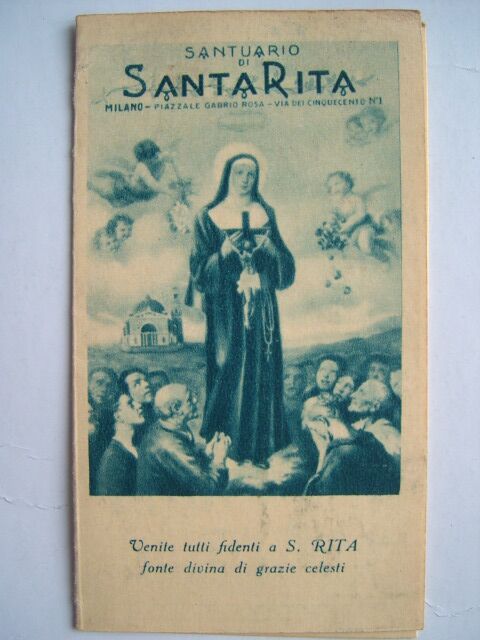 SANTUARIO
DI
SANTA RITA
MILANO - PIAZZALE GABRIO ROSA - VIA DEI CINQUECENTO N°1
Venite tutti fidenti a S. RITA
fonte divina di grazie celesti